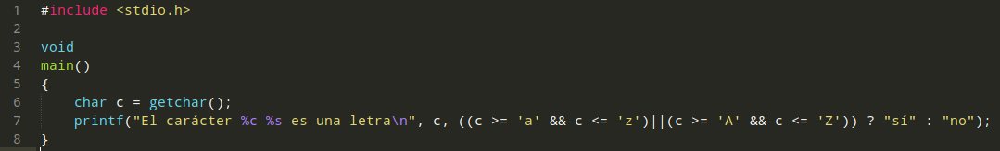 1 #include <stdio.h>
2
3 void
4 main()
5 {
6     char c = getchar();
7     printf("El carácter %c %s es una letra\n", c, ((c >= 'a' && c <= 'z')||(c >= 'A' && c <= 'Z')) ? "sí" : "no");
8 }